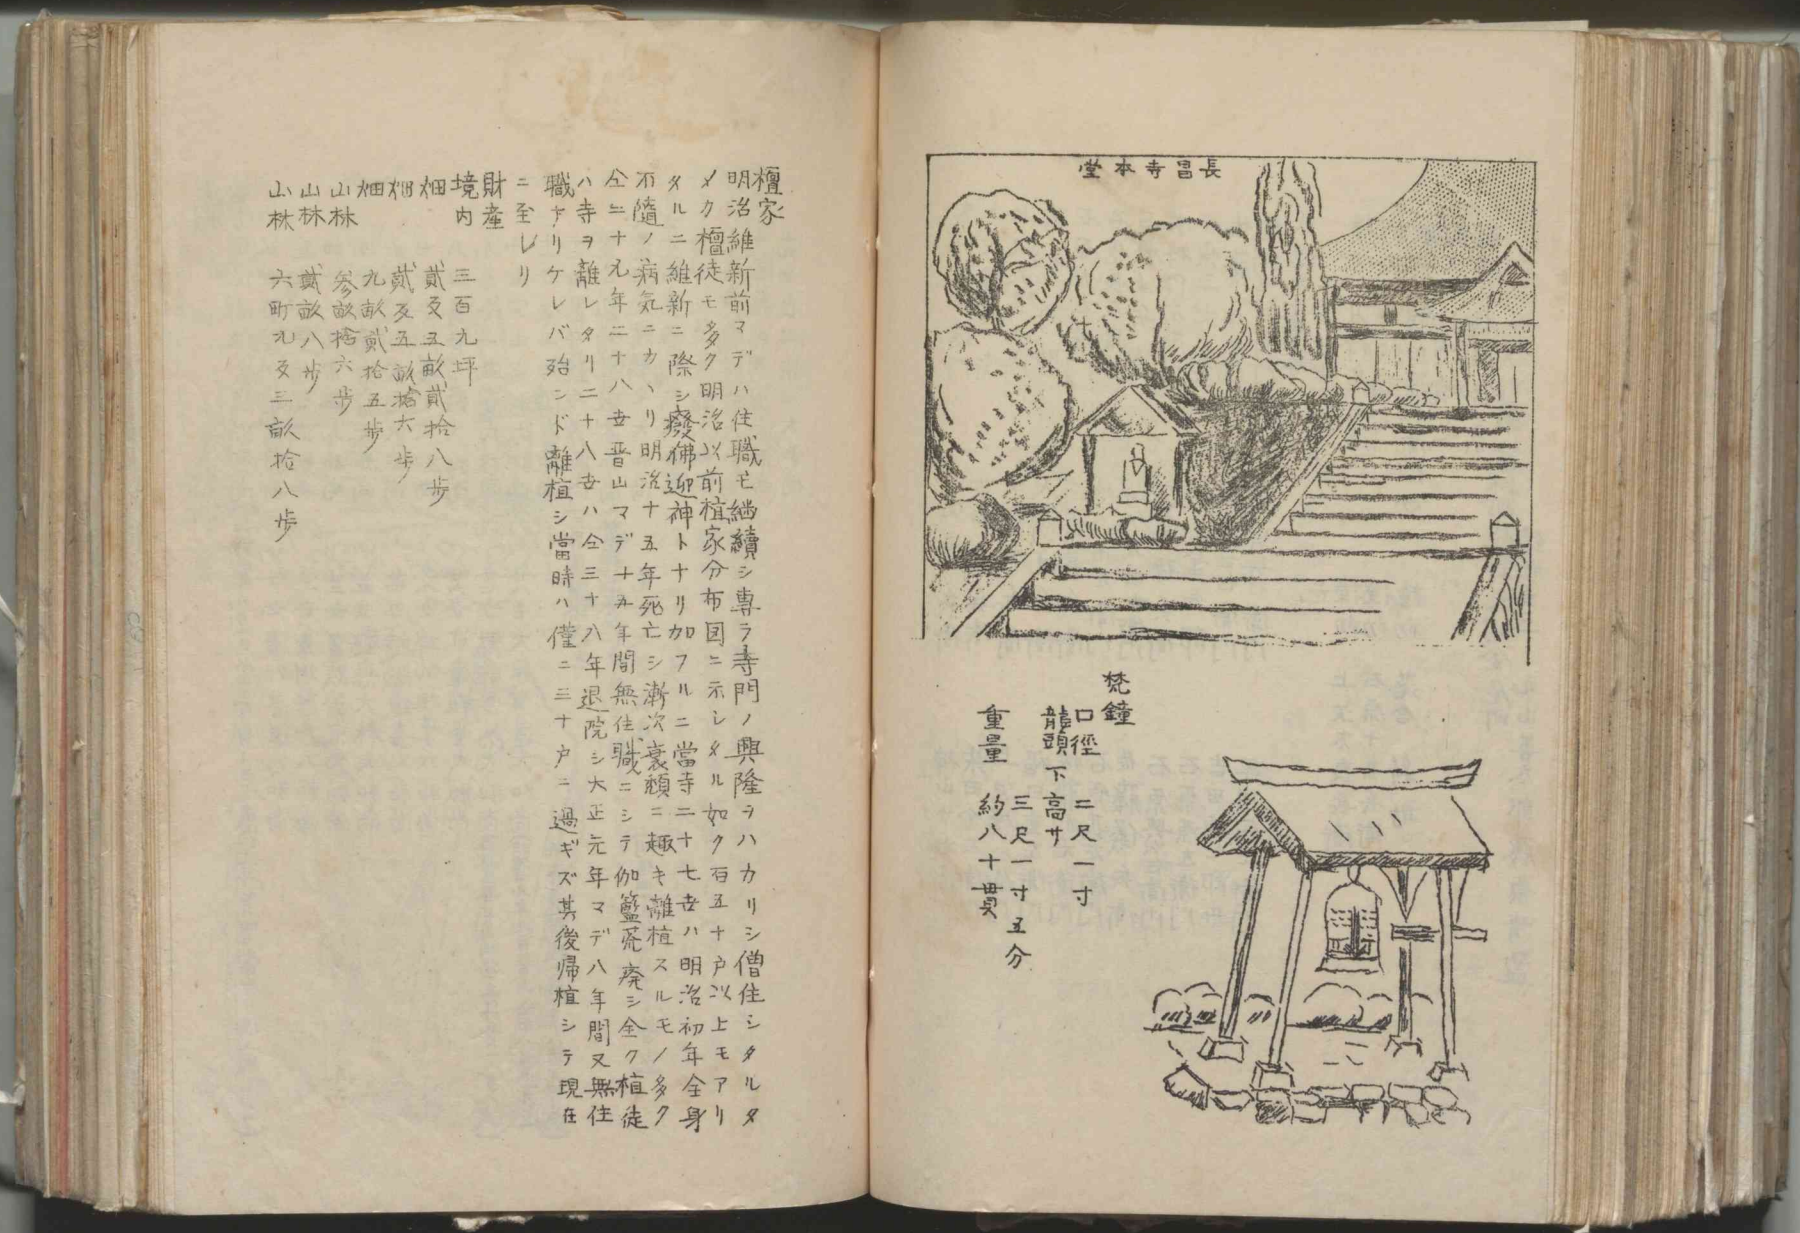 長昌寺本堂
梵鐘
口徑 二尺一寸
龍頭下高サ
三尺一寸五分
重量 約八十貫
檀家
明治維新前マデハ住職モ継續シ専ラ寺門ノ興隆ヲハカリシ僧住シタルタ
メク檀徒モ多ク明治以前植家分布図ニ示シタル如ク百五十戸以上モアリ
タルニ維新ニ際シ癈佛迎神トナリ加フルニ當寺二十七世ハ明治初年全身
不隨ノ病気ニカヽリ明治十五年死亡シ漸次衰頽ニ趣キ離植スルモノ多ク
仝二十九年二十八世晋山マデ十五年間無住職ニシテ伽籃荒廃シ全ク植徒
ハ寺ヲ離レタリ二十八世ハ仝三十八年退院シ大正元年マデ八年間又無住
職ナリケレバ殆ンド離植シ當時ハ僅ニ三十戸ニ過ギズ其後帰植シテ現在
ニ至レリ
財産
境内 三百九坪
畑 貳反五畝貳拾八歩
畑 貳反五畝拾六歩
畑 九畝貳拾五歩
山林 参畝拾六歩
山林 貳畝八歩
山林 六町九反三畝拾八歩